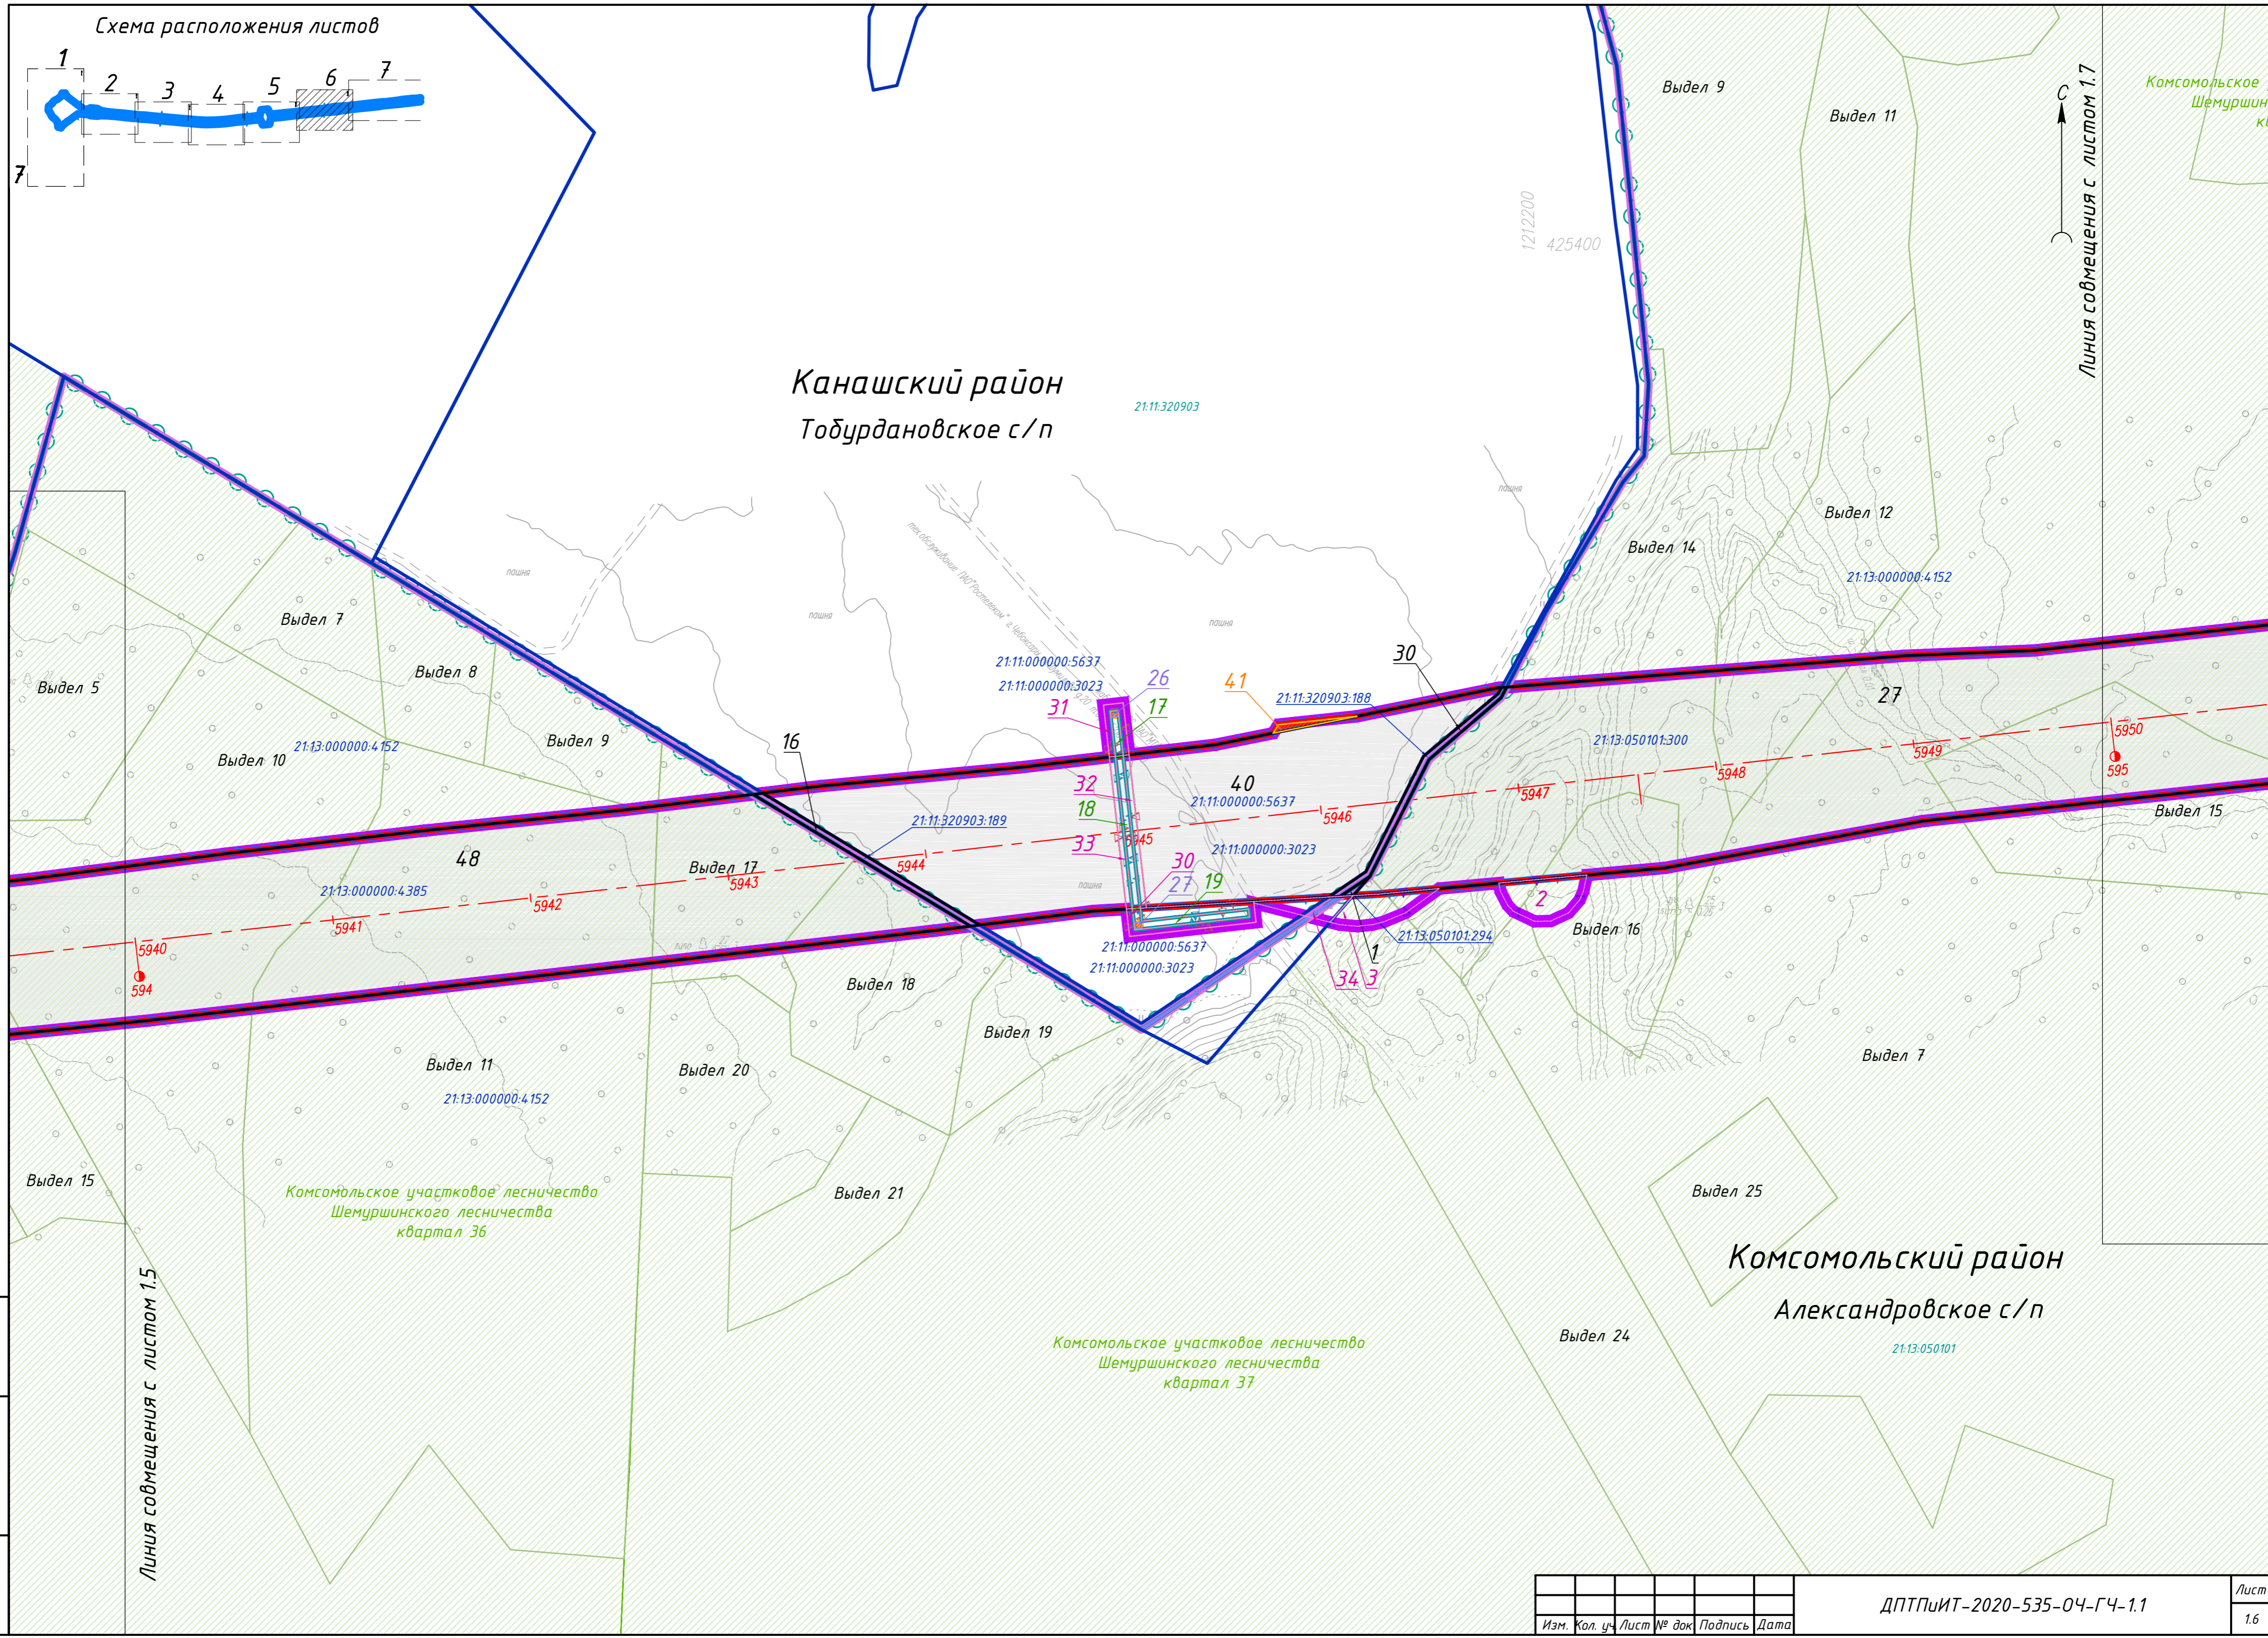 Схема расположения листов
1
2
3
4
5
6
7
7
Выдел 9
Выдел 11
С
Линия совмещения с листом 1.7
Комсомольское
1212200
425400
Канашский район
Тобурдановское с/п
21:11:320903
пашня
пашня
пашня
пашня
Выдел 12
Выдел 14
21:13:000000:4152
Выдел 7
Выдел 8
Выдел 5
Выдел 9
Выдел 10
21:13:000000:4152
21:11:000000:5637
21:11:000000:3023
26
31
17
41
21:11:320903:188
30
27
16
40
21:11:000000:5637
32
18
33
21:11:320903:189
21:11:000000:3023
21:13:050101:300
5950
5949
5948
5947
5946
5945
5944
5943
5942
5941
5940
595
594
Выдел 15
48
Выдел 17
21:13:000000:4385
пашня
30
27
19
2
21:11:000000:5637
21:11:000000:3023
34
3
1
21:13:050101:294
Выдел 16
Выдел 18
Выдел 19
Выдел 11
Выдел 20
21:13:000000:4152
Выдел 7
Выдел 15
Комсомольское участковое лесничество
Шемуршинского лесничества
квартал 36
Выдел 21
Выдел 25
Комсомольский район
Александровское с/п
21:13:050101
Выдел 24
Комсомольское участковое лесничество
Шемуршинского лесничества
квартал 37
Линия совмещения с листом 1.5
Изм. Кол. уч Лист № док Подпись Дата
ДПТПиИТ-2020-535-ОЧ-ГЧ-1.1
Лист
1.6